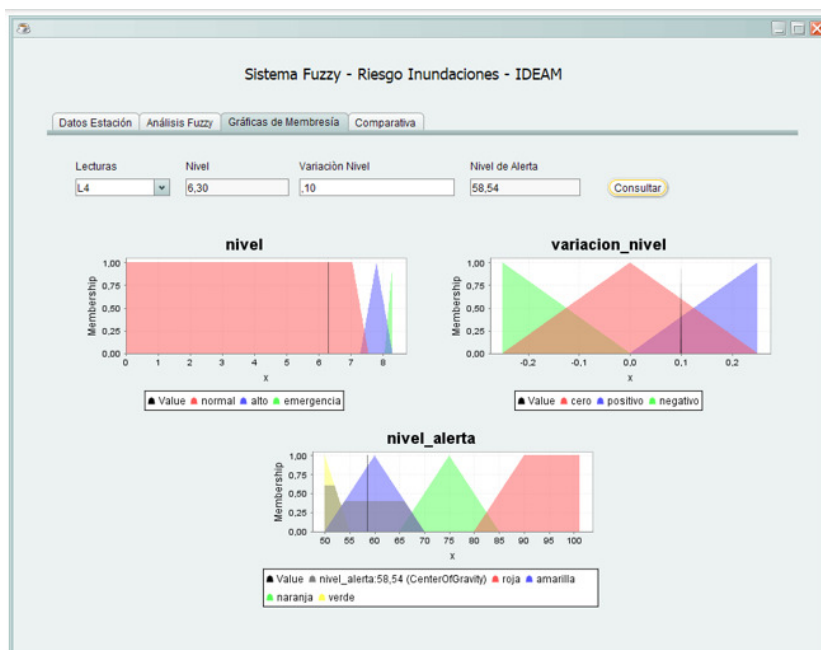 Sistema Fuzzy - Riesgo Inundaciones - IDEAM
Datos Estación Análisis Fuzzy Gráficas de Membresía Comparativa
Lecturas Nivel Variaciòn Nivel Nivel de Alerta
L4 6,30 ,10 58,54 Consultar
nivel
1,00
0,75
0,50
0,25
0,00
Membership
0 1 2 3 4 5 6 7 8
x
Value normal alto emergencia
variacion_nivel
1,00
0,75
0,50
0,25
0,00
Membership
-0,2 -0,1 0,0 0,1 0,2
x
Value cero positivo negativo
nivel_alerta
1,00
0,75
0,50
0,25
0,00
Membership
50 55 60 65 70 75 80 85 90 95 100
x
Value nivel_alerta:58,54 (CenterOfGravity) roja amarilla
naranja verde